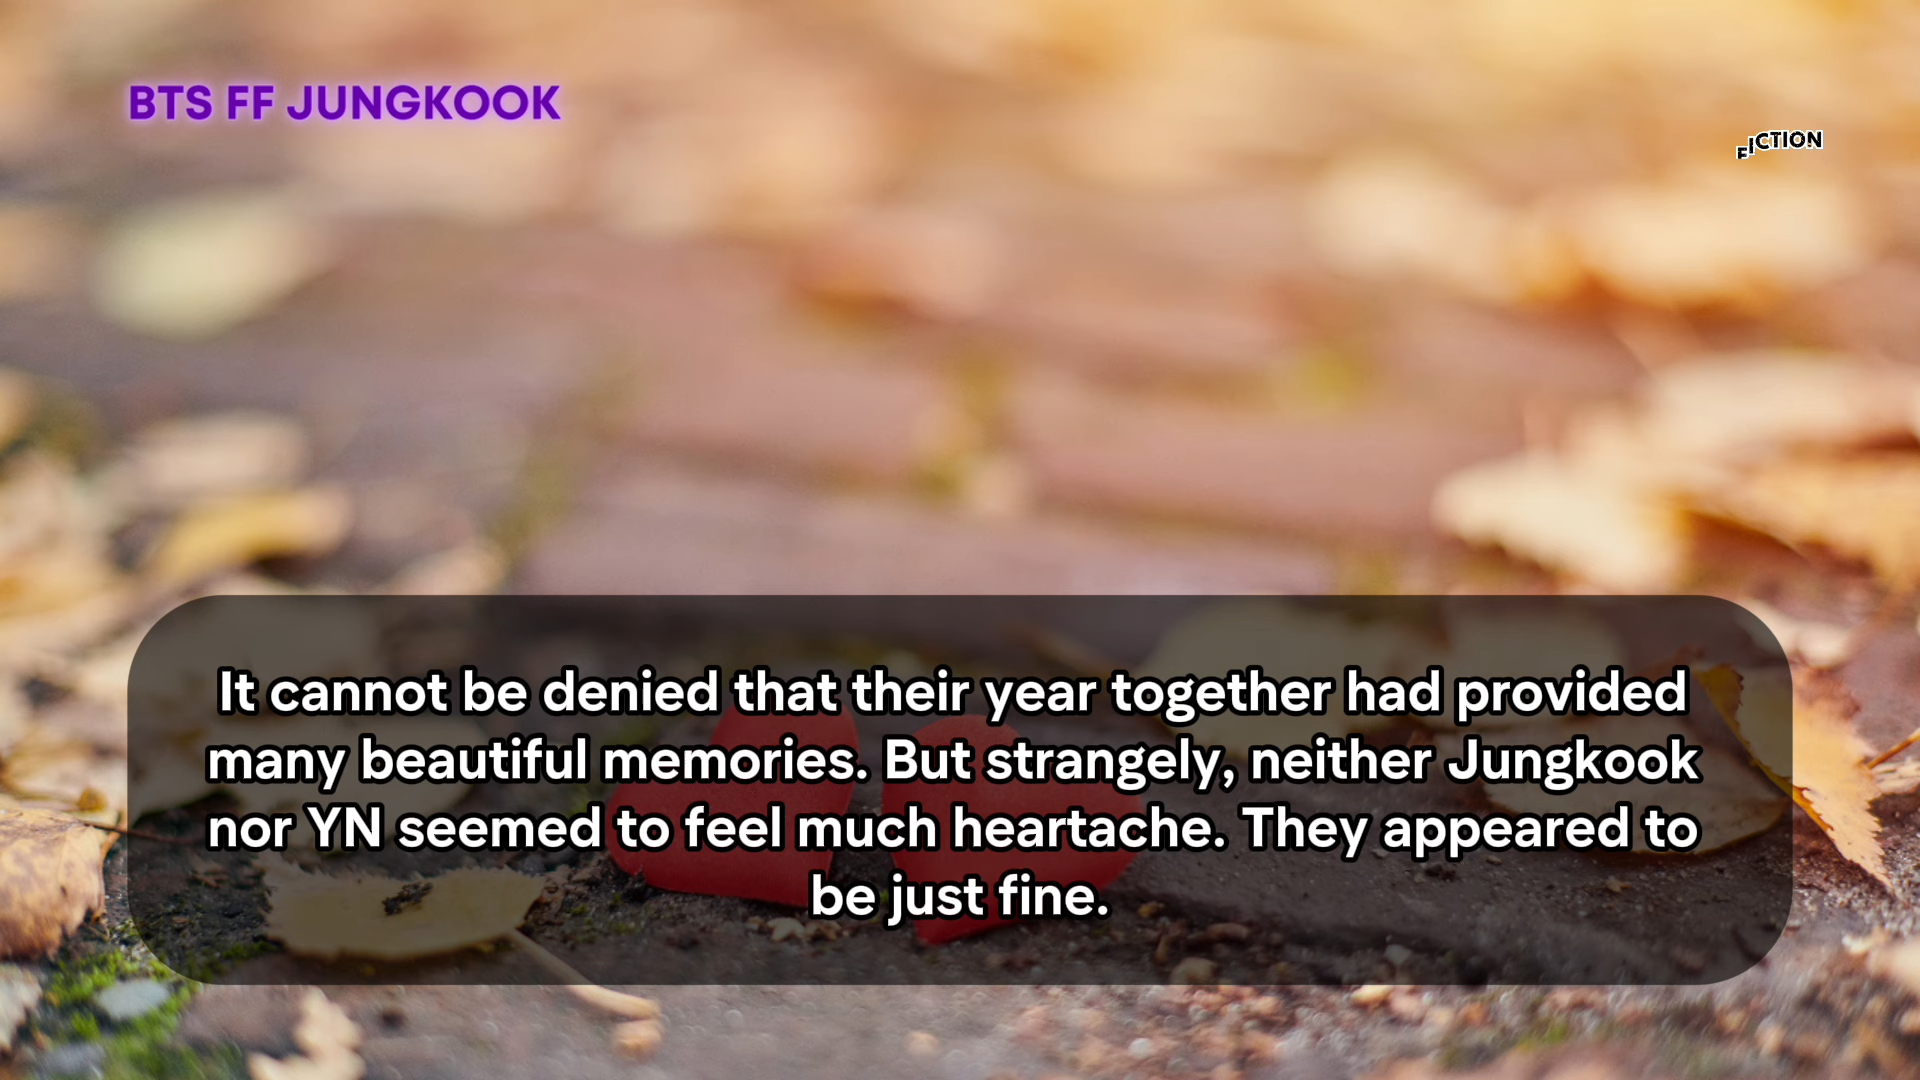 BTS FF JUNGKOOK
FICTION
It cannot be denied that their year together had provided
many beautiful memories. But strangely, neither Jungkook
nor YN seemed to feel much heartache. They appeared to
be just fine.